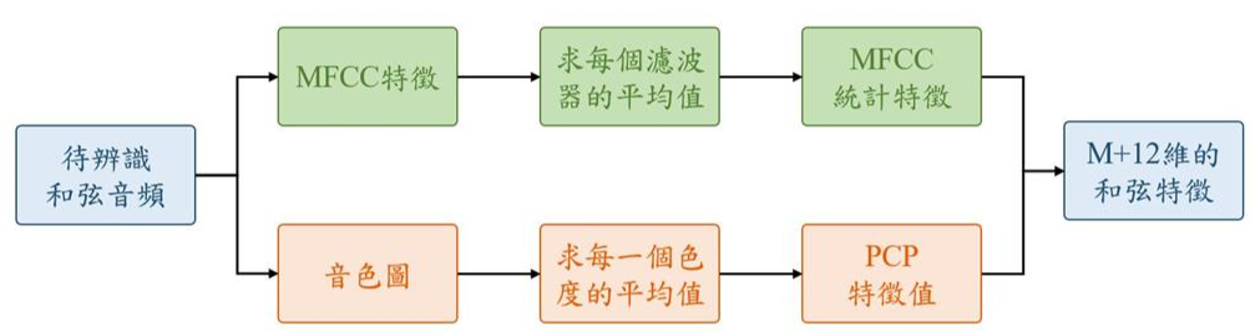 待辨識
和弦音頻
MFCC特徵
求每個濾波
器的平均值
MFCC
統計特徵
音色圖
求每一個色
度的平均值
PCP
特徵值
M+12維的
和弦特徵